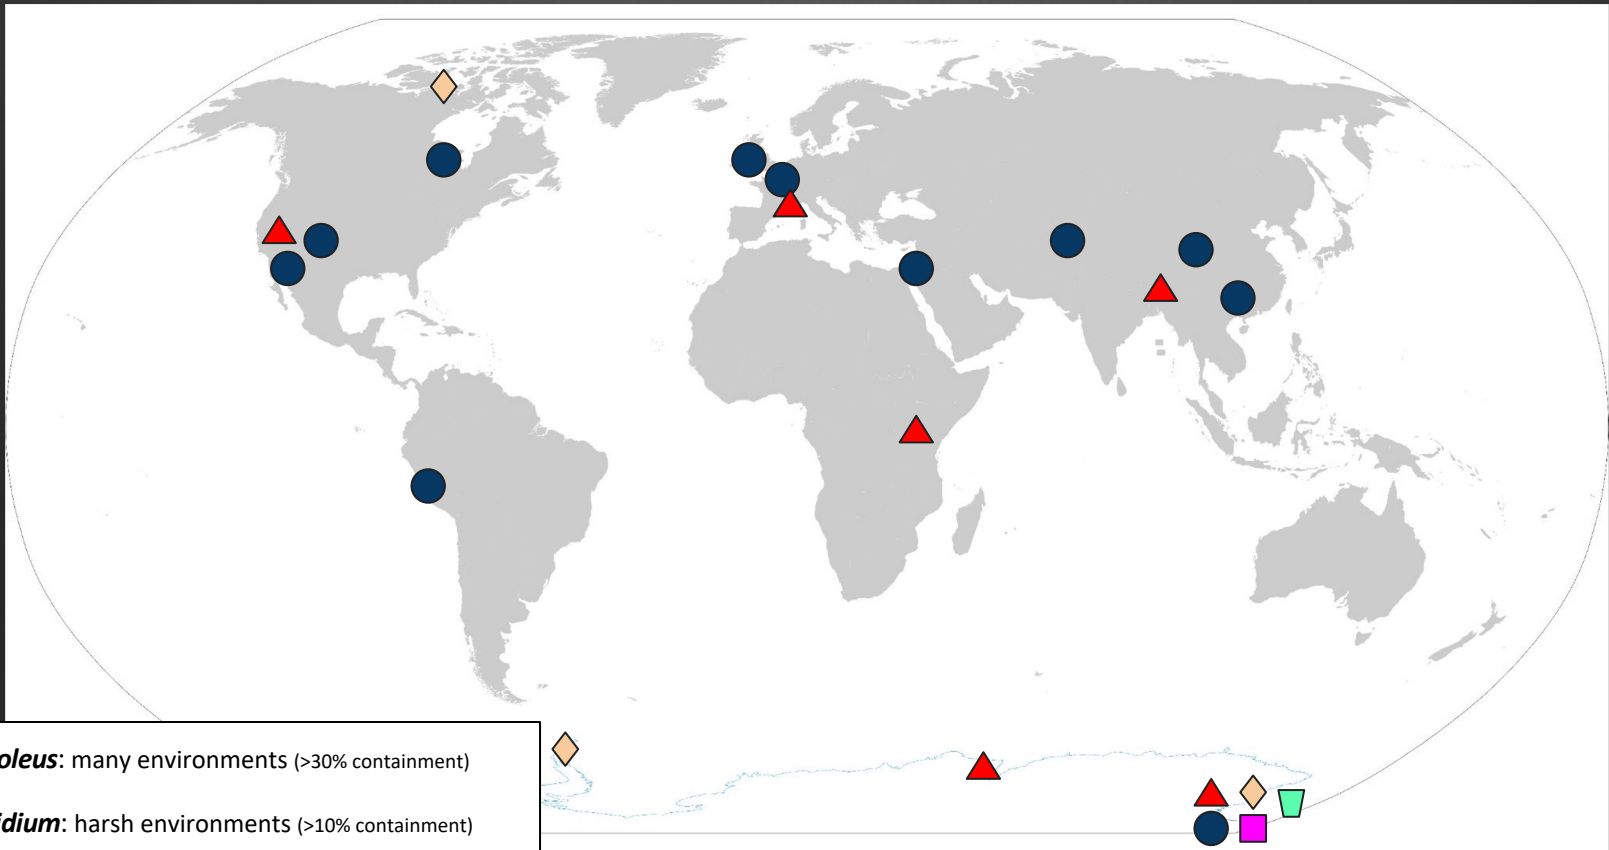 oleus: many environments (>30% containment)
idium: harsh environments (>10% containment)